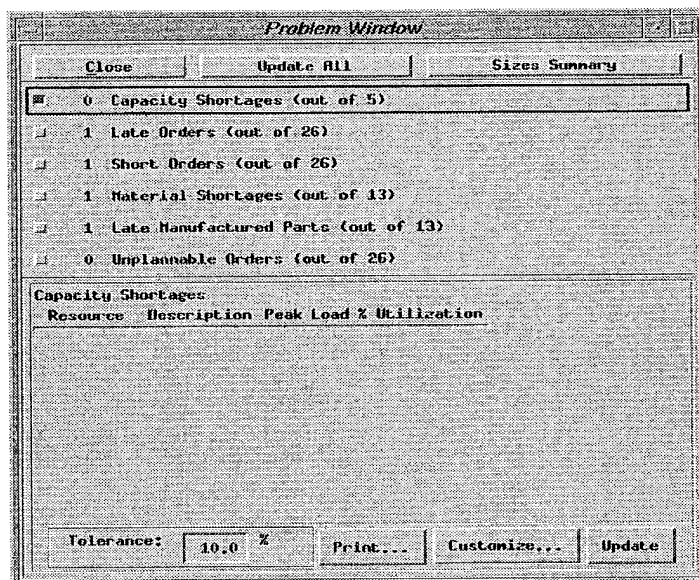 Problem Window
Close Update All Sizes Summary
0 Capacity Shortages (out of 5)
1 Late Orders (out of 26)
1 Short Orders (out of 26)
1 Material Shortages (out of 13)
1 Late Manufactured Parts (out of 13)
0 Unplannable Orders (out of 26)
Capacity Shortages
Resource Description Peak Load % Utilization
Tolerance: 10.0 % Print... Customize... Update